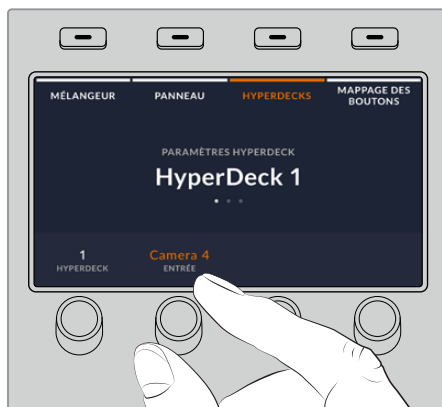 MÉLANGEUR PANNEAU HYPERDECKS MAPPAGE DES BOUTONS
PARAMÈTRES HYPERDECK
HyperDeck 1
1 Camera 4
HYPERDECK ENTRÉE